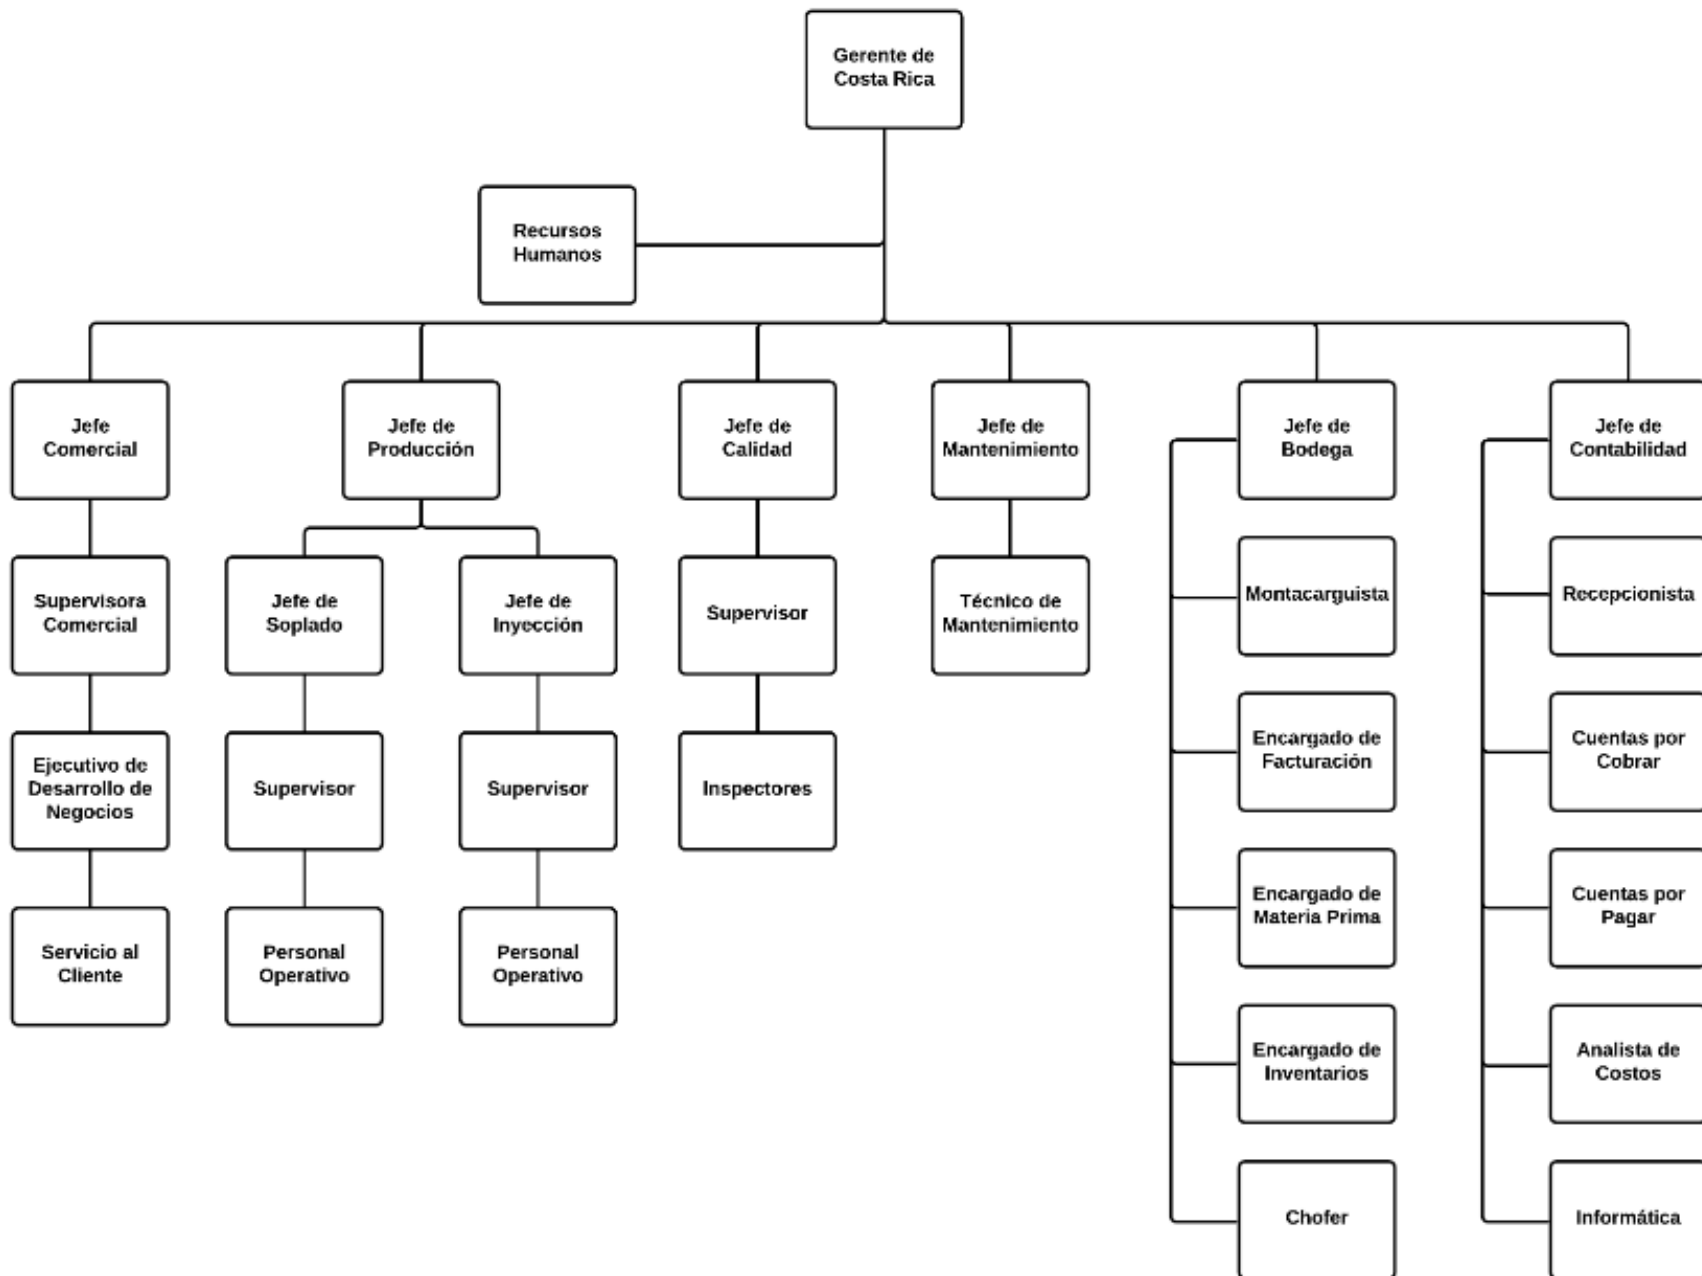 Gerente de
Costa Rica
Recursos
Humanos
Jefe
Comercial
Jefe de
Producción
Jefe de
Calidad
Jefe de
Mantenimiento
Jefe de
Bodega
Jefe de
Contabilidad
Supervisora
Comercial
Jefe de
Soplado
Jefe de
Inyección
Supervisor
Técnico de
Mantenimiento
Montacarguista
Recepcionista
Ejecutivo de
Desarrollo de
Negocios
Supervisor
Supervisor
Inspectores
Encargado de
Facturación
Cuentas por
Cobrar
Servicio al
Cliente
Personal
Operativo
Personal
Operativo
Encargado de
Materia Prima
Cuentas por
Pagar
Encargado de
Inventarios
Analista de
Costos
Chofer
Informática